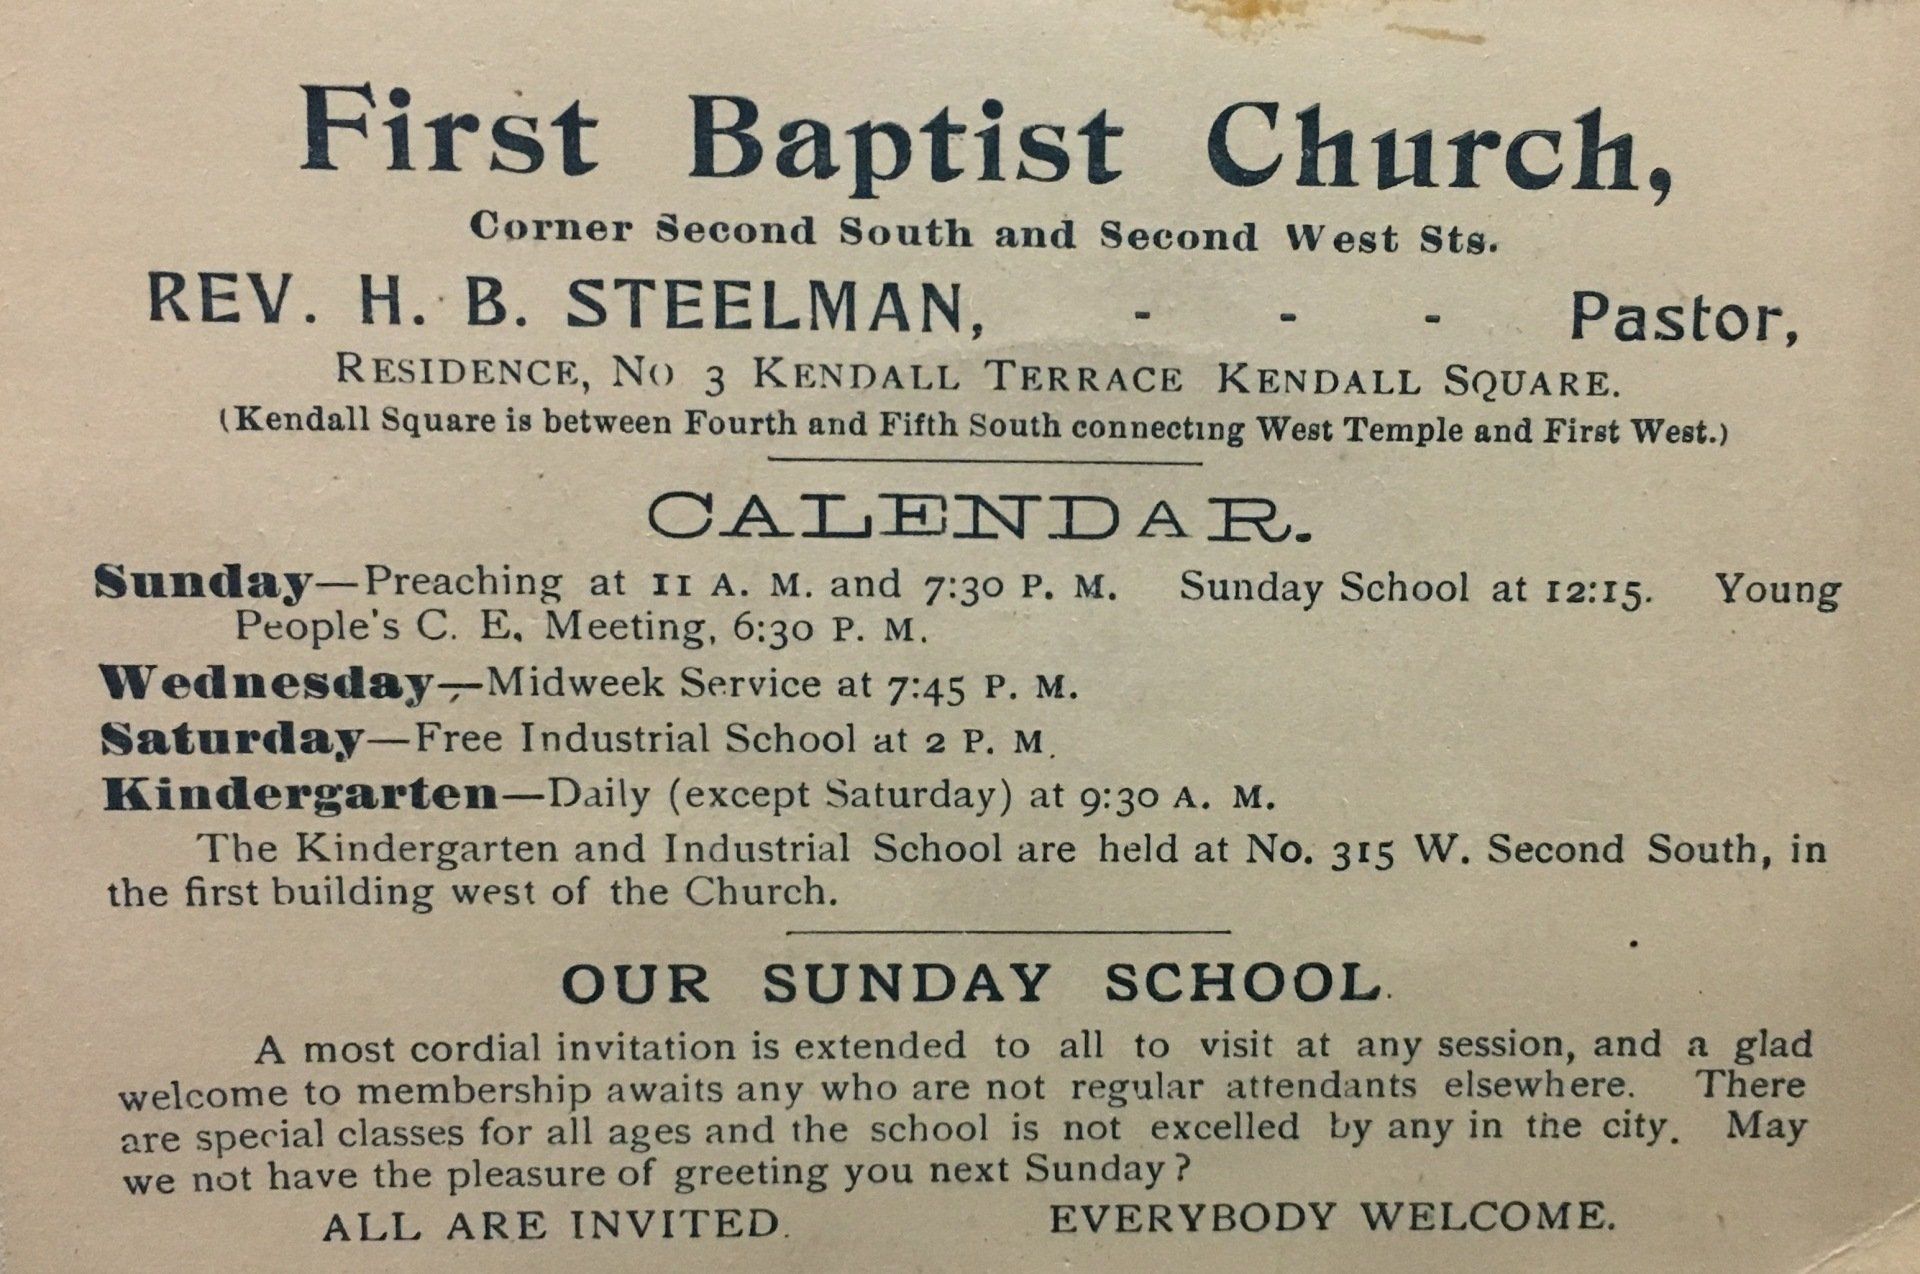 First Baptist Church,
Corner Second South and Second West Sts.
REV. H. B. STEELMAN, - - - Pastor,
RESIDENCE, No 3 KENDALL TERRACE KENDALL SQUARE.
(Kendall Square is between Fourth and Fifth South connecting West Temple and First West.)
CALENDAR.
Sunday—Preaching at 11 A. M. and 7:30 P. M. Sunday School at 12:15. Young
People's C. E. Meeting, 6:30 P. M.
Wednesday—Midweek Service at 7:45 P. M.
Saturday—Free Industrial School at 2 P. M.
Kindergarten—Daily (except Saturday) at 9:30 A. M.
The Kindergarten and Industrial School are held at No. 315 W. Second South, in
the first building west of the Church.
OUR SUNDAY SCHOOL.
A most cordial invitation is extended to all to visit at any session, and a glad
welcome to membership awaits any who are not regular attendants elsewhere. There
are special classes for all ages and the school is not excelled by any in the city. May
we not have the pleasure of greeting you next Sunday?
ALL ARE INVITED. EVERYBODY WELCOME.